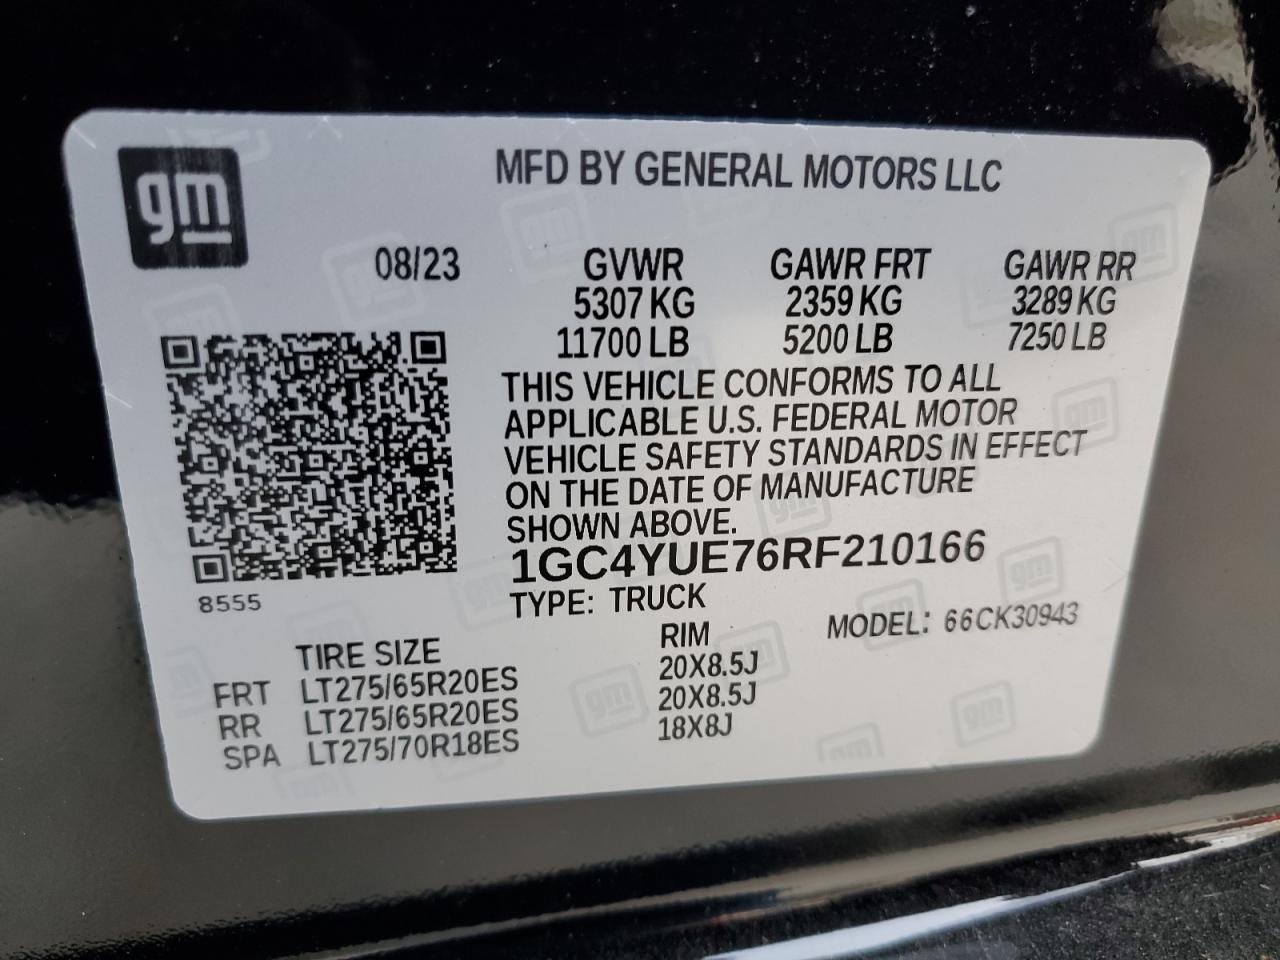 gm
MFD BY GENERAL MOTORS LLC
08/23
GVWR GAWR FRT GAWR RR
5307 KG 2359 KG 3289 KG
11700 LB 5200 LB 7250 LB
THIS VEHICLE CONFORMS TO ALL
APPLICABLE U.S. FEDERAL MOTOR
VEHICLE SAFETY STANDARDS IN EFFECT
ON THE DATE OF MANUFACTURE
SHOWN ABOVE.
1GC4YUE76RF210166
8555
TYPE: TRUCK
MODEL: 66CK30943
TIRE SIZE RIM
FRT LT275/65R20ES 20X8.5J
RR LT275/65R20ES 20X8.5J
SPA LT275/70R18ES 18X8J